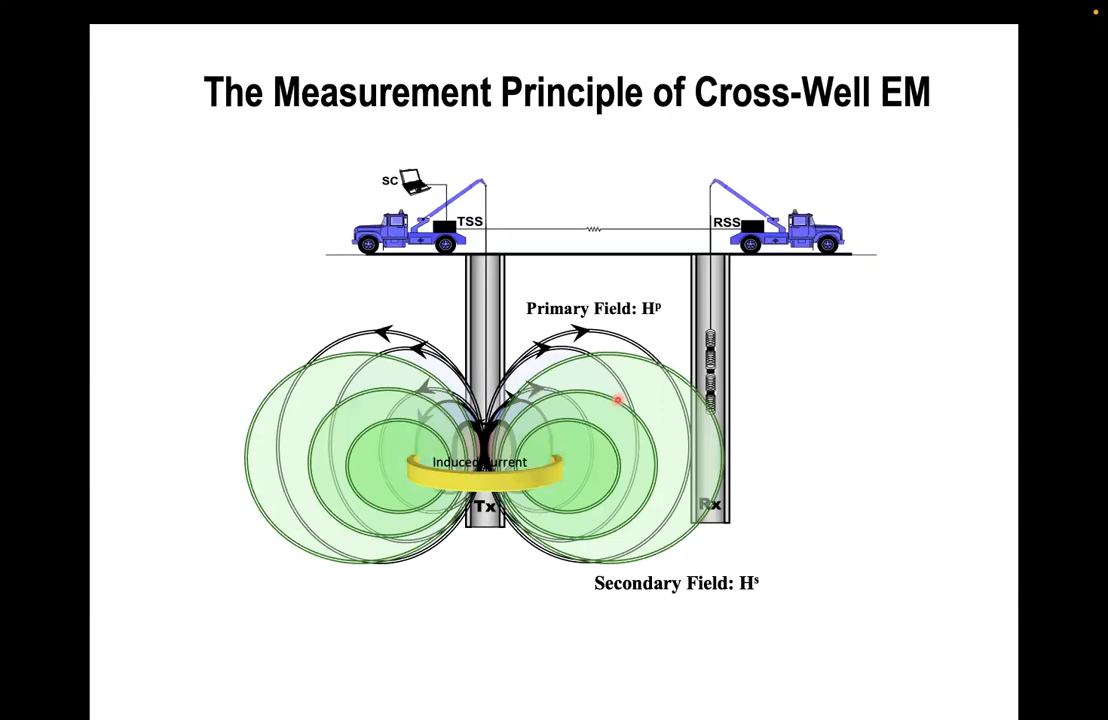 The Measurement Principle of Cross-Well EM
SC
TSS
RSS
Primary Field: Hᵖ
Induced Current
Tx
Rx
Secondary Field: Hˢ